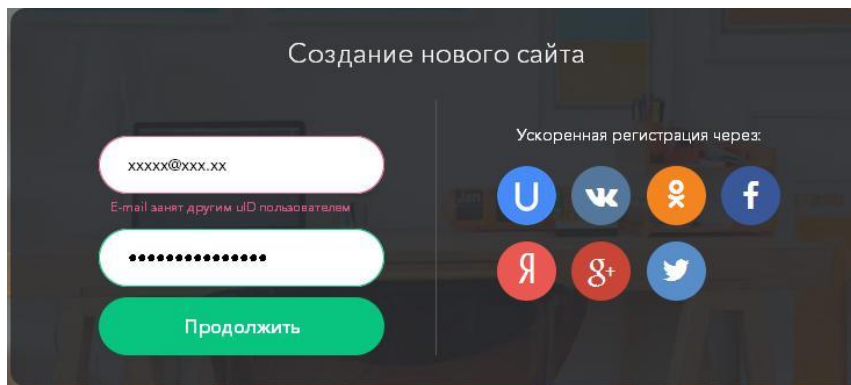 Создание нового сайта
xxxxx@xxx.xx
E-mail занят другим uID пользователем
●●●●●●●●●●●●●●●
Продолжить
Ускоренная регистрация через:
U
f
Я
g+